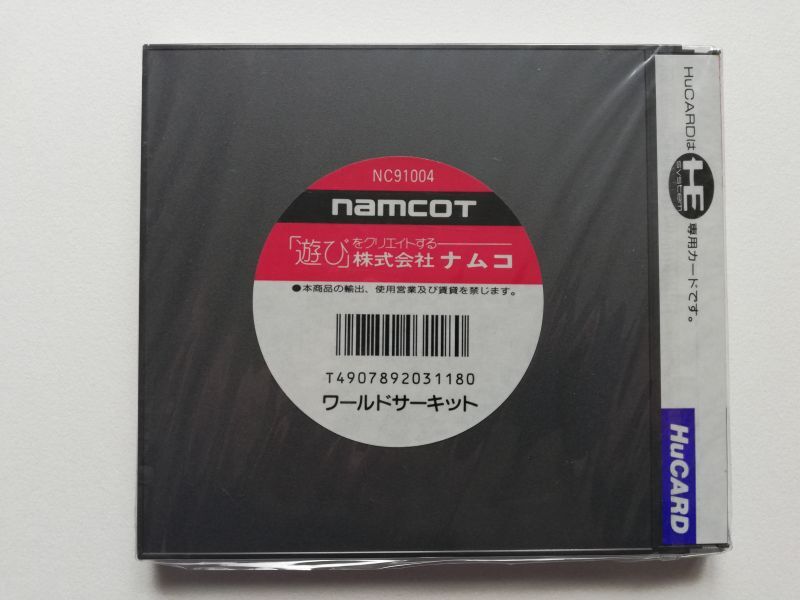 NC91004
namcoT
「遊び」をクリエイトする
株式会社 ナムコ
●本商品の輸出、使用営業及び賃貸を禁じます。
T4907892031180
ワールドサーキット
HuCARDは HE SYSTEM 専用カードです。
HuCARD